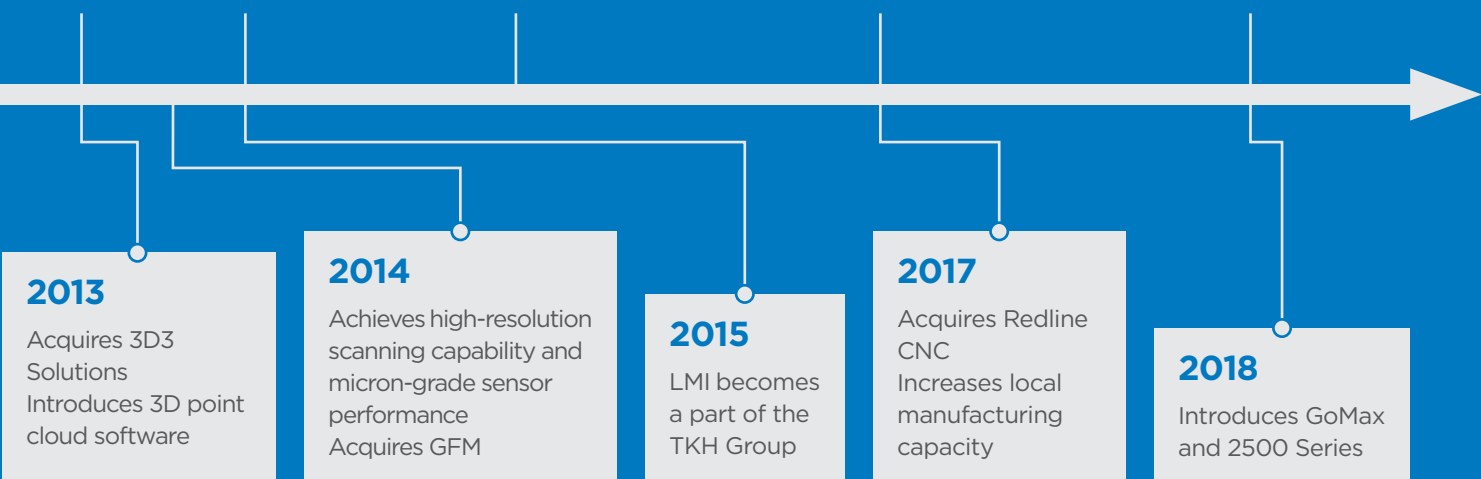 2013
Acquires 3D3
Solutions
Introduces 3D point
cloud software
2014
Achieves high-resolution
scanning capability and
micron-grade sensor
performance
Acquires GFM
2015
LMI becomes
a part of the
TKH Group
2017
Acquires Redline
CNC
Increases local
manufacturing
capacity
2018
Introduces GoMax
and 2500 Series